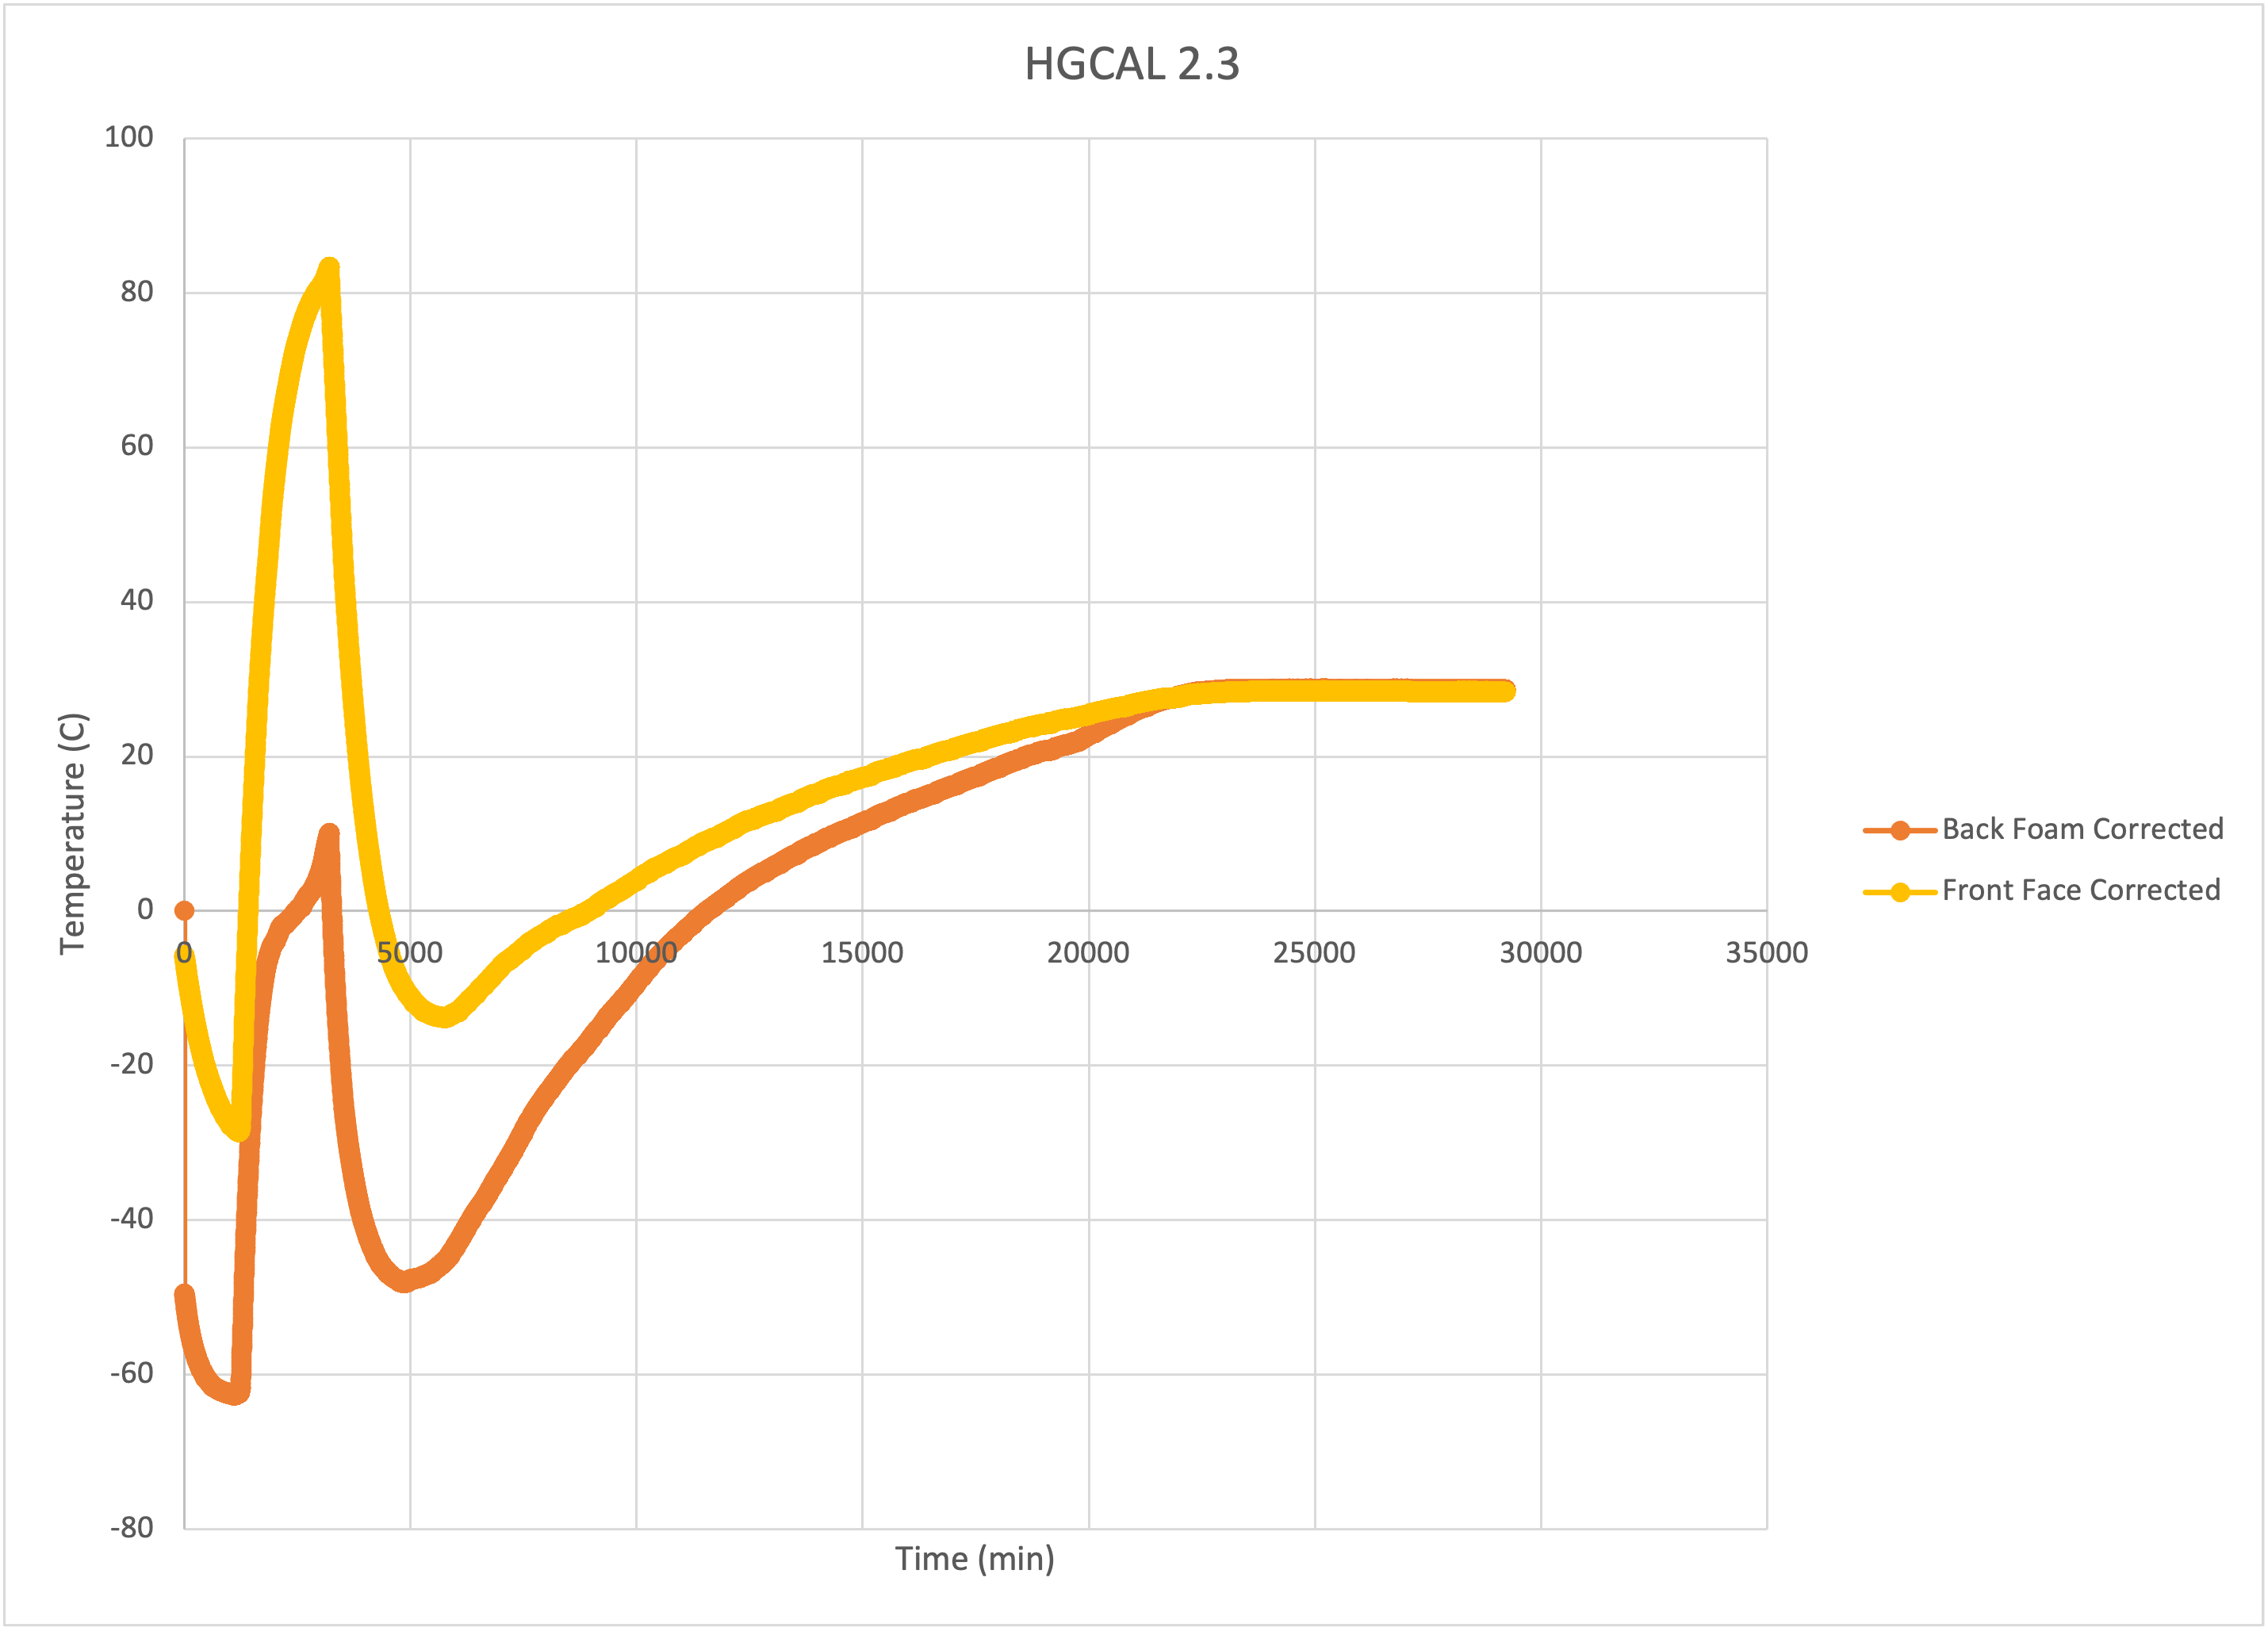 HGCAL 2.3
100
80
60
40
20
0
-20
-40
-60
-80
0 5000 10000 15000 20000 25000 30000 35000
Temperature (C)
Time (min)
Back Foam Corrected
Front Face Corrected